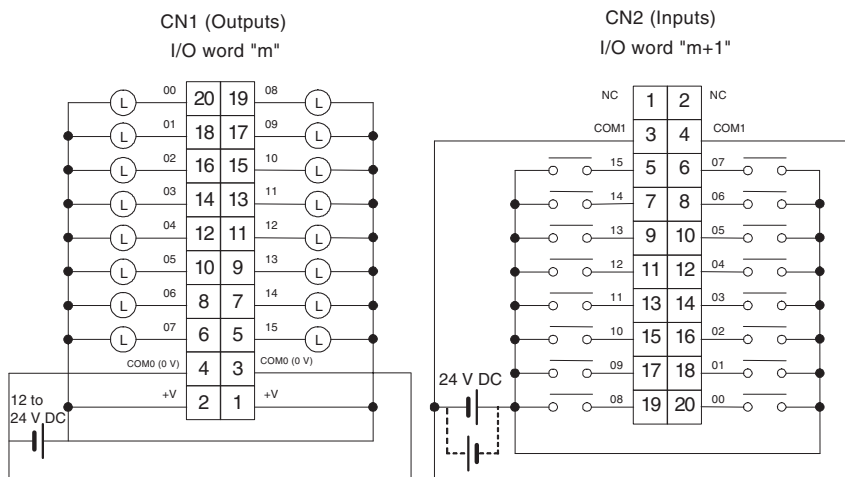 CN1 (Outputs)
I/O word "m"
00 20 19 08
L L
01 18 17 09
L L
02 16 15 10
L L
03 14 13 11
L L
04 12 11 12
L L
05 10 9 13
L L
06 8 7 14
L L
07 6 5 15
L L
COM0 (0 V) 4 3 COM0 (0 V)
+V 2 1 +V
12 to
24 V DC
CN2 (Inputs)
I/O word "m+1"
NC 1 2 NC
COM1 3 4 COM1
15 5 6 07
14 7 8 06
13 9 10 05
12 11 12 04
11 13 14 03
10 15 16 02
09 17 18 01
24 V DC
08 19 20 00